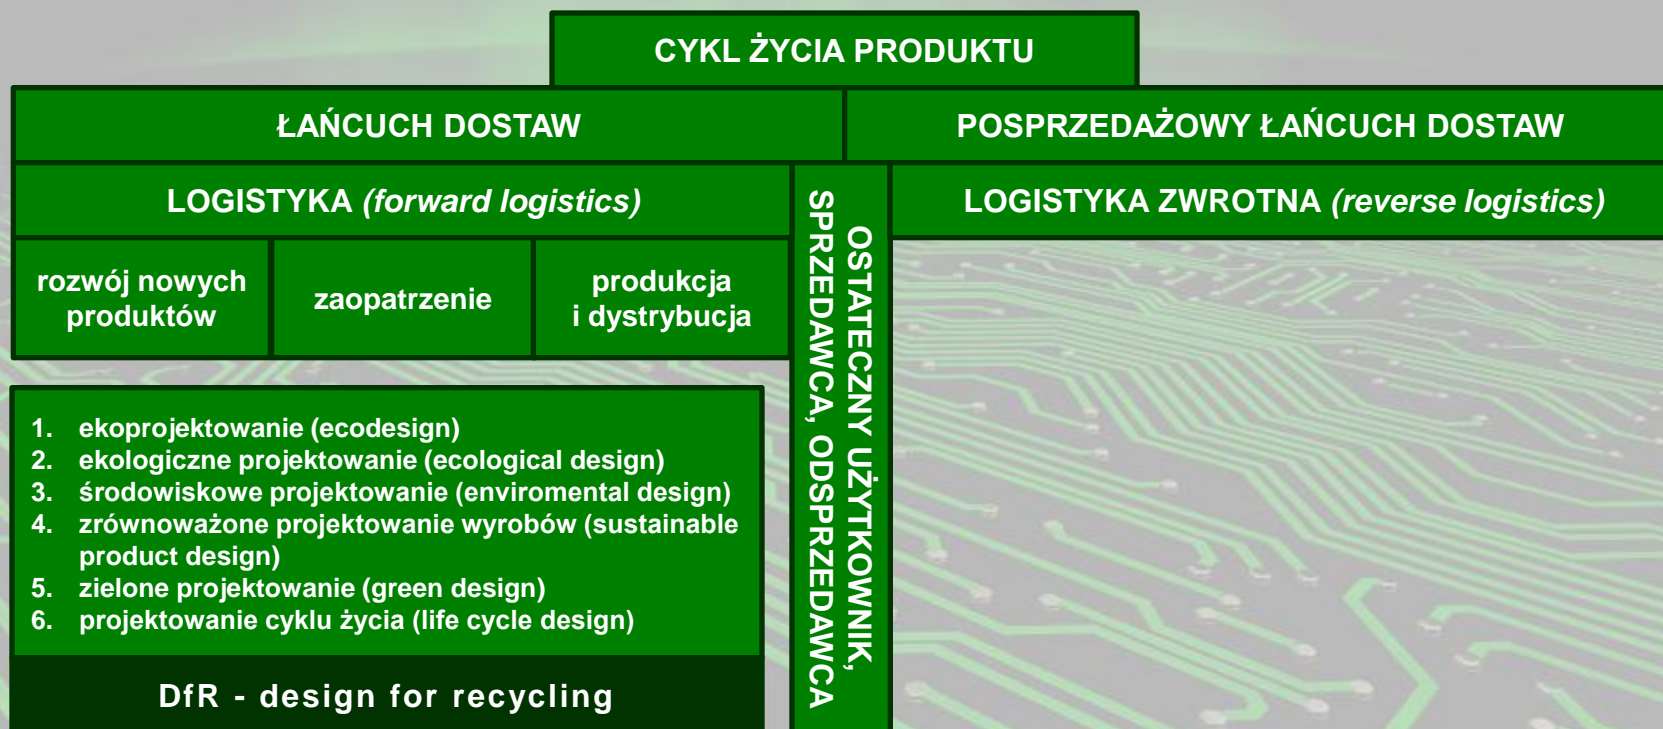 CYKL ŻYCIA PRODUKTU
ŁAŃCUCH DOSTAW
POSPRZEDAŻOWY ŁAŃCUCH DOSTAW
LOGISTYKA (forward logistics)
LOGISTYKA ZWROTNA (reverse logistics)
rozwój nowych
produktów
zaopatrzenie
produkcja
i dystrybucja
OSTATECZNY UŻYTKOWNIK,
SPRZEDAWCA, ODSPRZEDAWCA
1. ekoprojektowanie (ecodesign)
2. ekologiczne projektowanie (ecological design)
3. środowiskowe projektowanie (enviromental design)
4. zrównoważone projektowanie wyrobów (sustainable
product design)
5. zielone projektowanie (green design)
6. projektowanie cyklu życia (life cycle design)
DfR - design for recycling